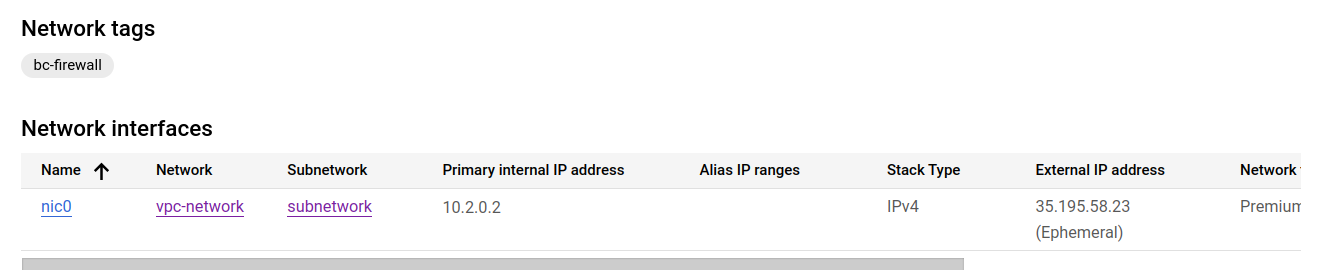 Network tags
bc-firewall
Network interfaces
Name Network Subnetwork Primary internal IP address Alias IP ranges Stack Type External IP address Network
nic0 vpc-network subnetwork 10.2.0.2 IPv4 35.195.58.23 Premium
(Ephemeral)